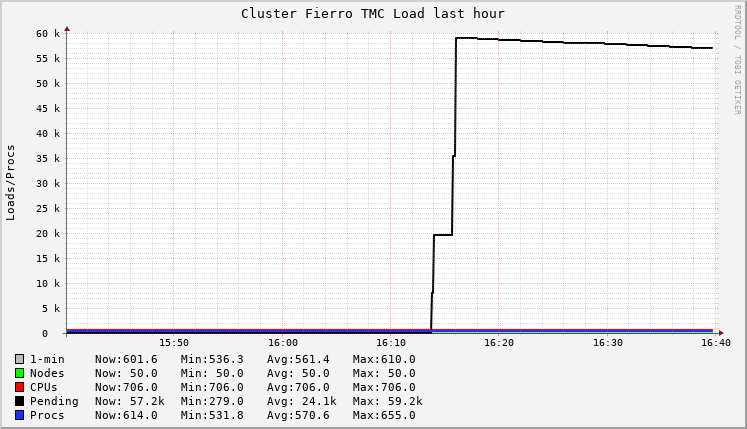 Cluster Fierro TMC Load last hour
RRDTOOL / TOBI OETIKER
Loads/Procs
60 k
55 k
50 k
45 k
40 k
35 k
30 k
25 k
20 k
15 k
10 k
5 k
0
15:50 16:00 16:10 16:20 16:30 16:40
1-min Now:601.6 Min:536.3 Avg:561.4 Max:610.0
Nodes Now: 50.0 Min: 50.0 Avg: 50.0 Max: 50.0
CPUs Now:706.0 Min:706.0 Avg:706.0 Max:706.0
Pending Now: 57.2k Min:279.0 Avg: 24.1k Max: 59.2k
Procs Now:614.0 Min:531.8 Avg:570.6 Max:655.0